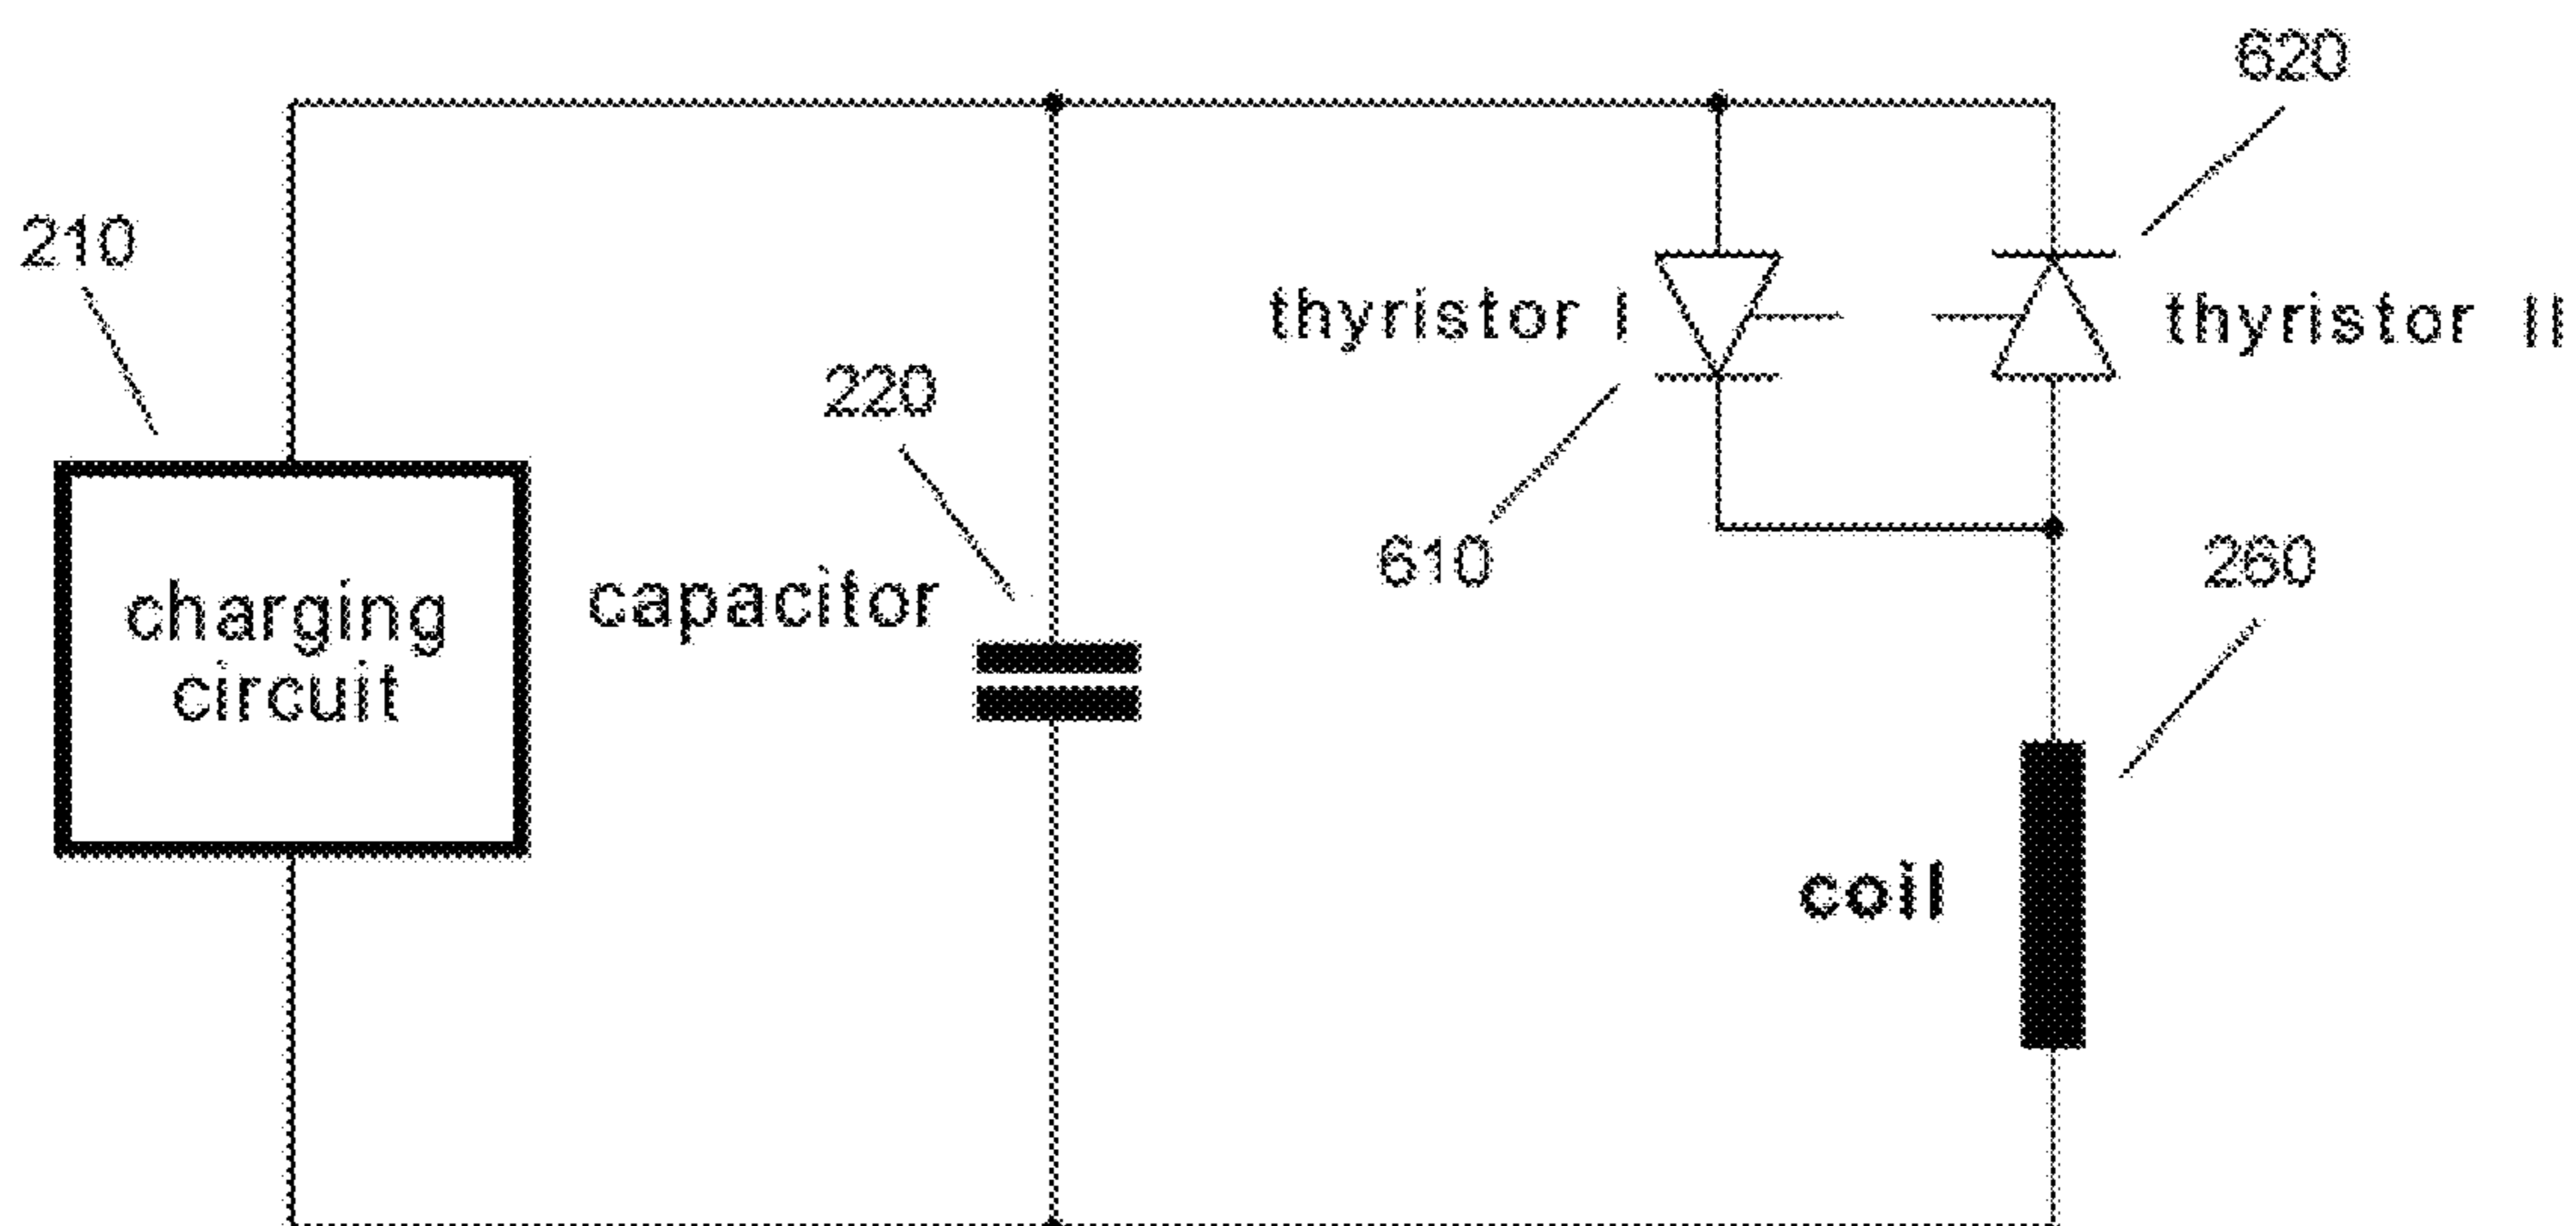 620
210
thyristor I
thyristor II
220
610
260
capacitor
charging
circuit
coil